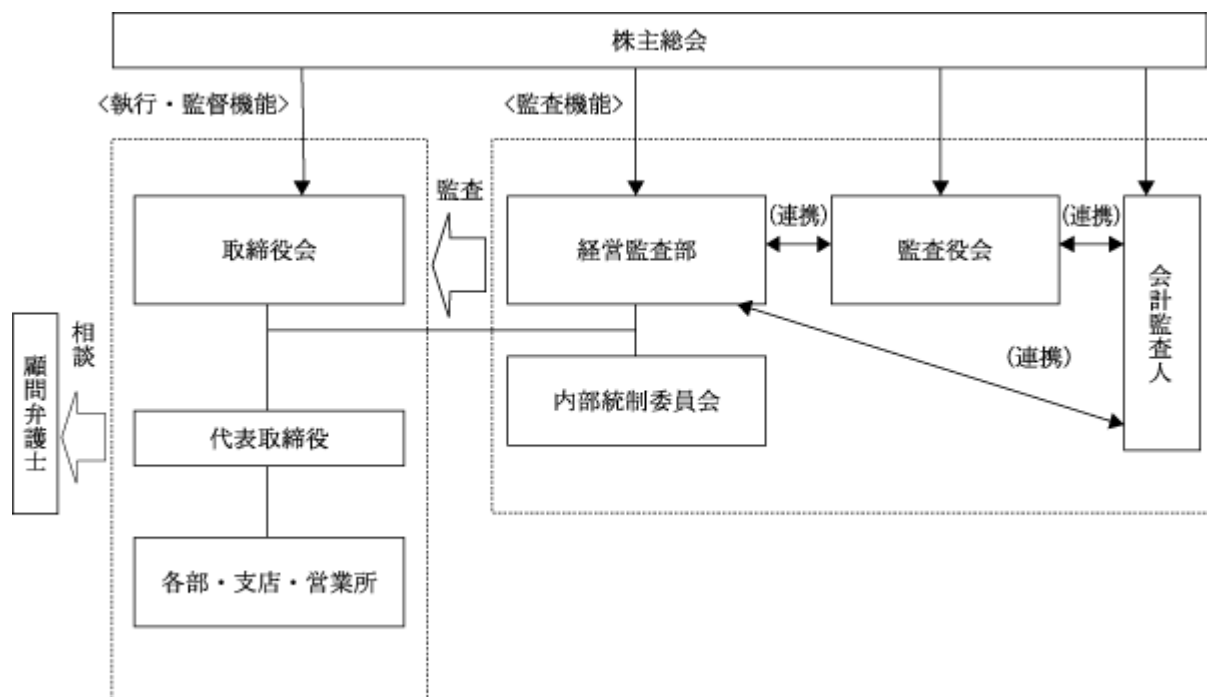 株主総会
<執行・監督機能>
<監査機能>
取締役会
監査
経営監査部
(連携)
監査役会
(連携)
会計監査人
顧問弁護士
相談
(連携)
内部統制委員会
代表取締役
各部・支店・営業所